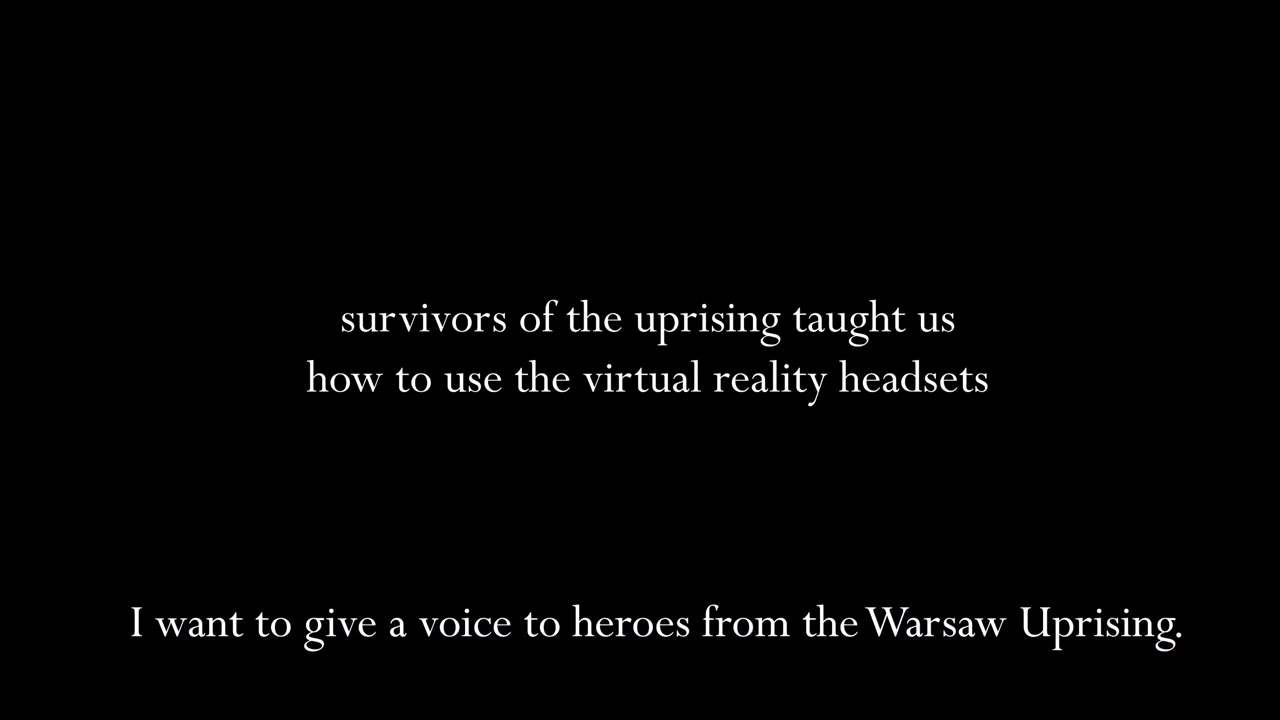 survivors of the uprising taught us
how to use the virtual reality headsets
I want to give a voice to heroes from the Warsaw Uprising.